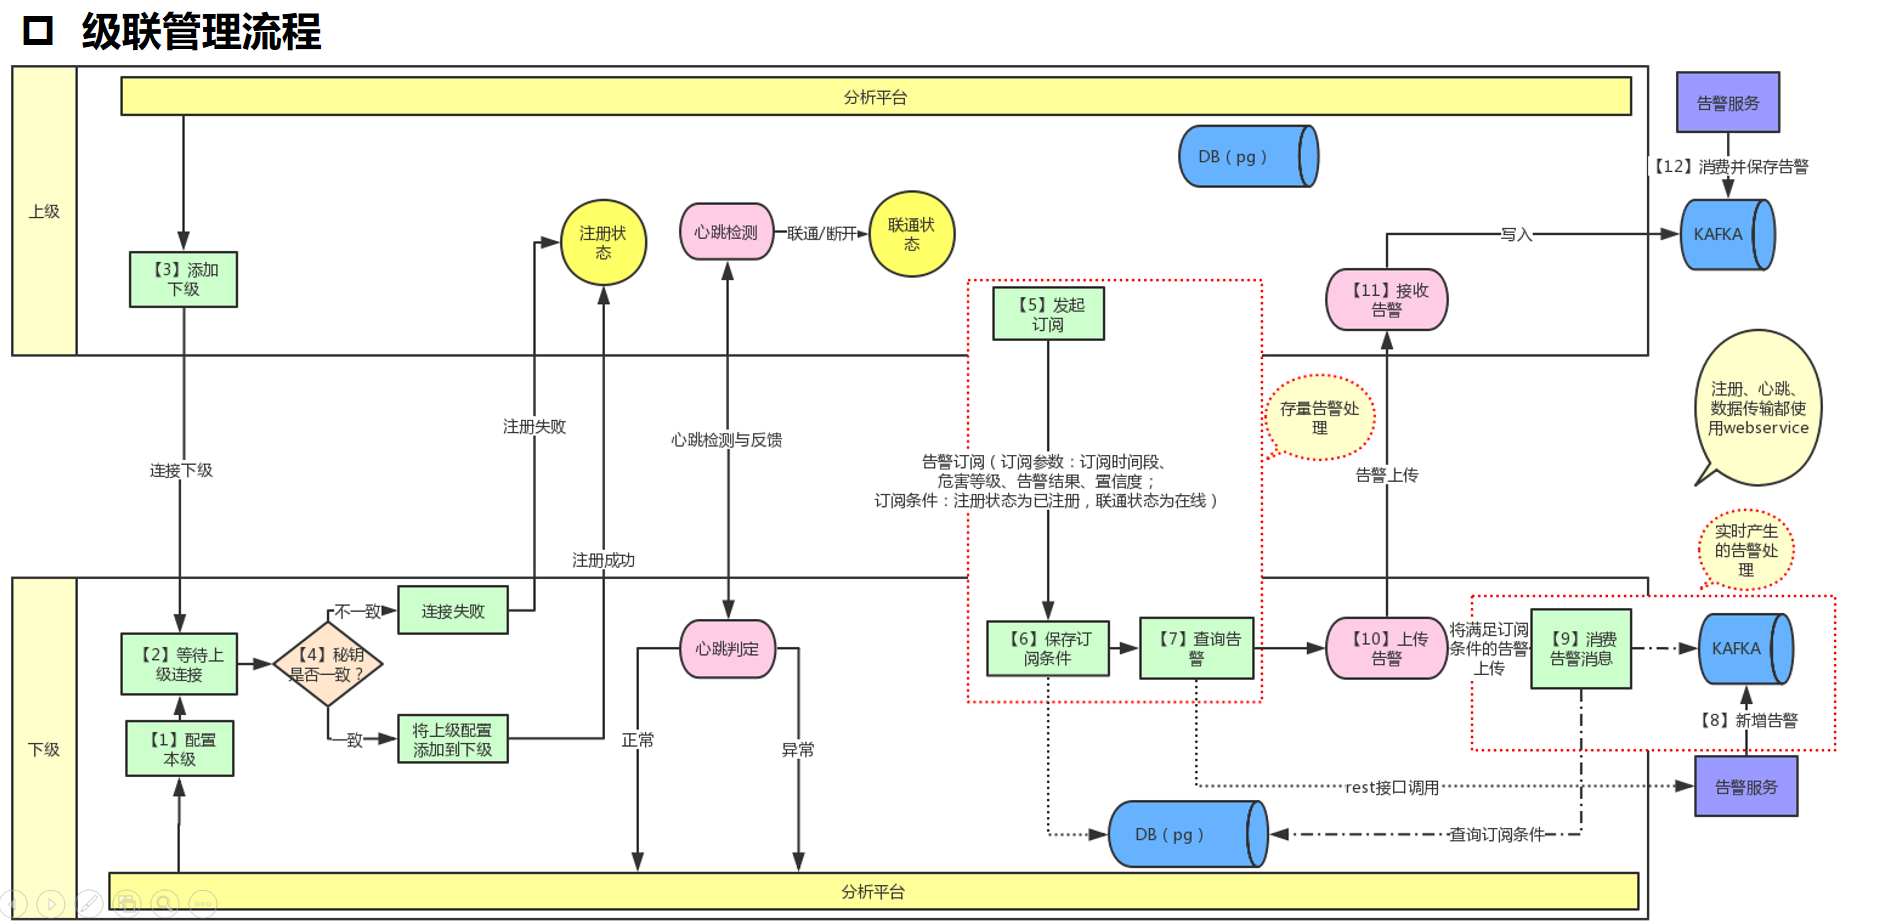 级联管理流程
分析平台
告警服务
DB（pg）
【12】消费并保存告警
上级
注册状
态
心跳检测
联通/断开
联通状
态
写入
KAFKA
【3】添加
下级
【5】发起
订阅
【11】接收
告警
注册失败
心跳检测与反馈
存量告警处
理
注册、心跳、
数据传输都使
用webservice
连接下级
告警订阅（订阅参数：订阅时间段、
危害等级、告警结果、置信度；
订阅条件：注册状态为已注册，联通状态为在线）
告警上传
注册成功
实时产生
的告警处
理
下级
不一致
连接失败
【2】等待上
级连接
【4】秘钥
是否一致？
心跳判定
【6】保存订
阅条件
【7】查询告
警
【10】上传
告警
将满足订阅
条件的告警
上传
【9】消费
告警消息
KAFKA
【1】配置
本级
一致
将上级配置
添加到下级
正常
异常
【8】新增告警
rest接口调用
告警服务
DB（pg）
查询订阅条件
分析平台